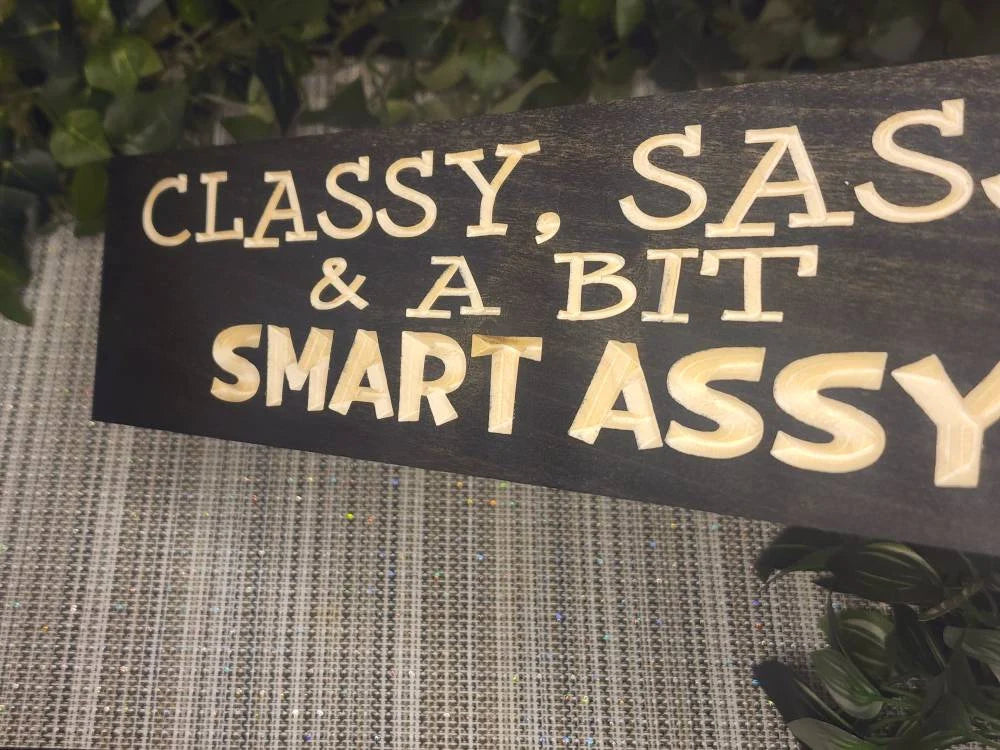 CLASSY, SAS
& A BIT
SMART ASSY